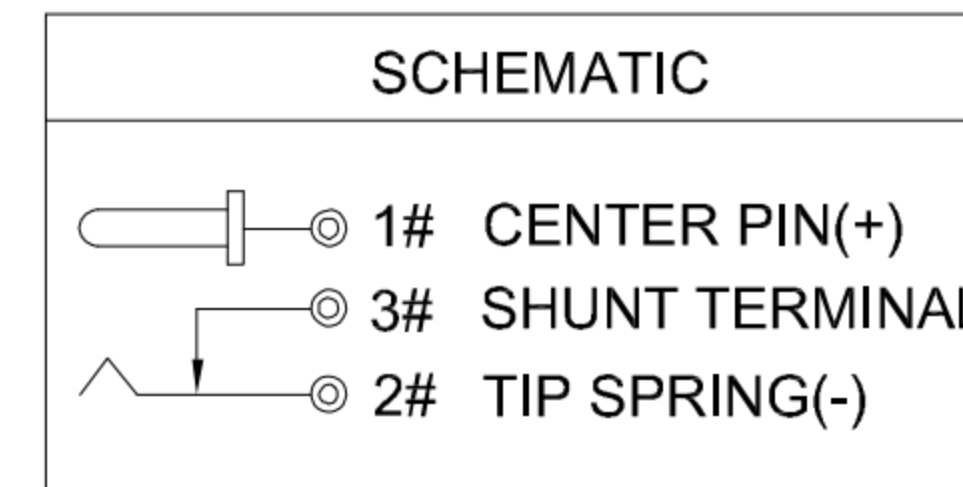 SCHEMATIC
1# CENTER PIN(+)
3# SHUNT TERMINAL
2# TIP SPRING(-)